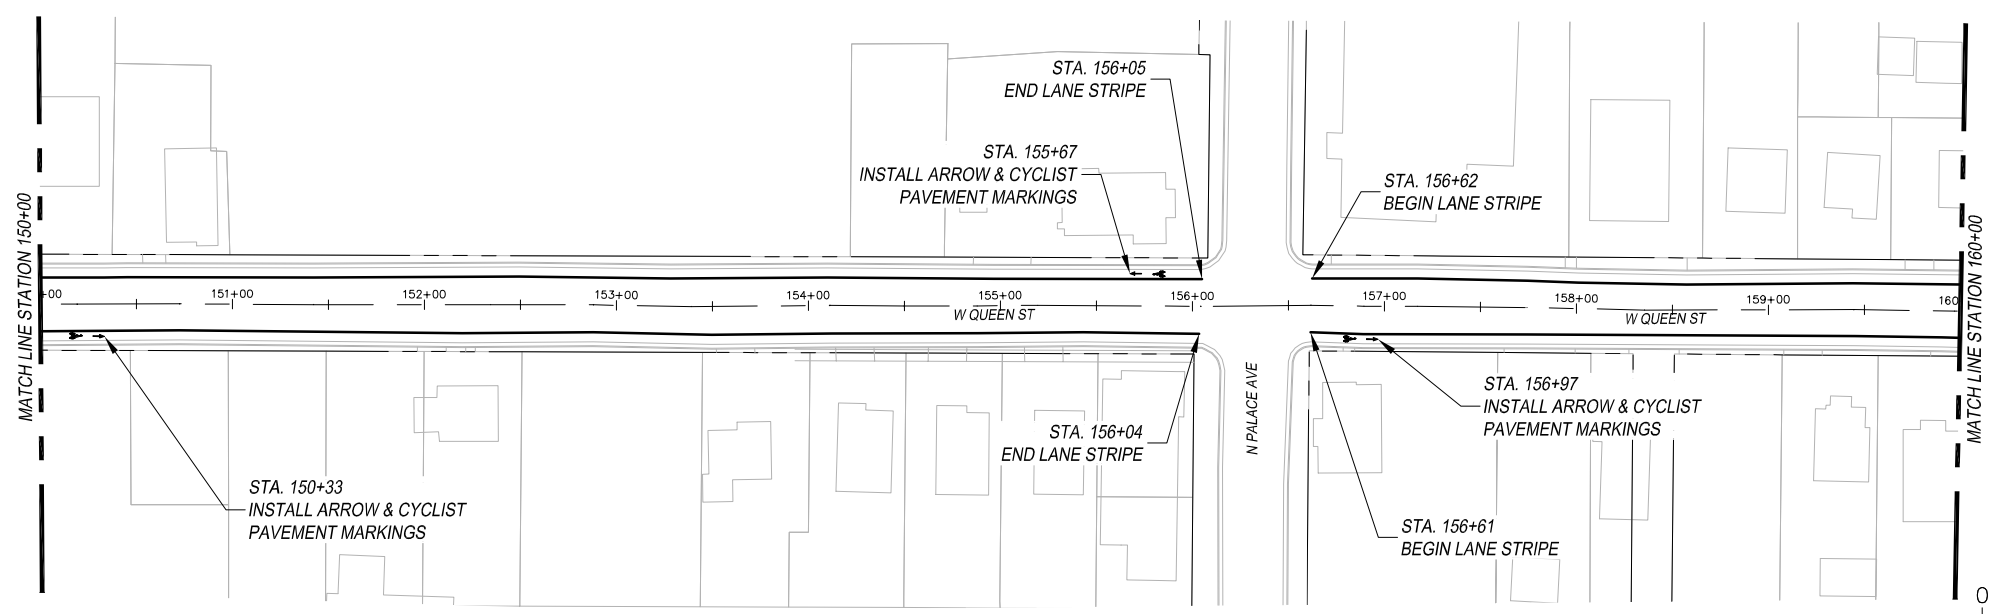 STA. 156+05
END LANE STRIPE
STA. 155+67
INSTALL ARROW & CYCLIST
PAVEMENT MARKINGS
STA. 156+62
BEGIN LANE STRIPE
MATCH LINE STATION 150+00
MATCH LINE STATION 160+00
+00
151+00
152+00
153+00
154+00
155+00
156+00
157+00
158+00
159+00
160
W QUEEN ST
W QUEEN ST
N PALACE AVE
STA. 156+97
INSTALL ARROW & CYCLIST
PAVEMENT MARKINGS
STA. 156+04
END LANE STRIPE
STA. 150+33
INSTALL ARROW & CYCLIST
PAVEMENT MARKINGS
STA. 156+61
BEGIN LANE STRIPE
0